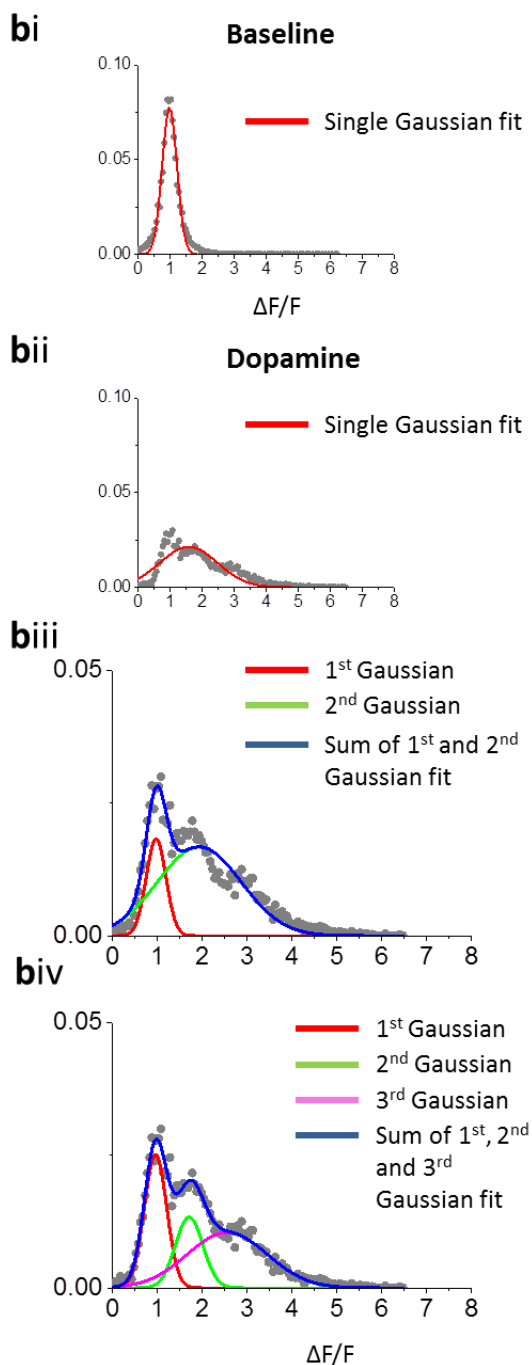 bi
Baseline
0.10
Single Gaussian fit
0.05
0.00
0 1 2 3 4 5 6 7 8
ΔF/F
bii
Dopamine
0.10
Single Gaussian fit
0.05
0.00
0 1 2 3 4 5 6 7 8
biii
0.05
1st Gaussian
2nd Gaussian
Sum of 1st and 2nd
Gaussian fit
0.00
0 1 2 3 4 5 6 7 8
biv
0.05
1st Gaussian
2nd Gaussian
3rd Gaussian
Sum of 1st, 2nd
and 3rd
Gaussian fit
0.00
0 1 2 3 4 5 6 7 8
ΔF/F